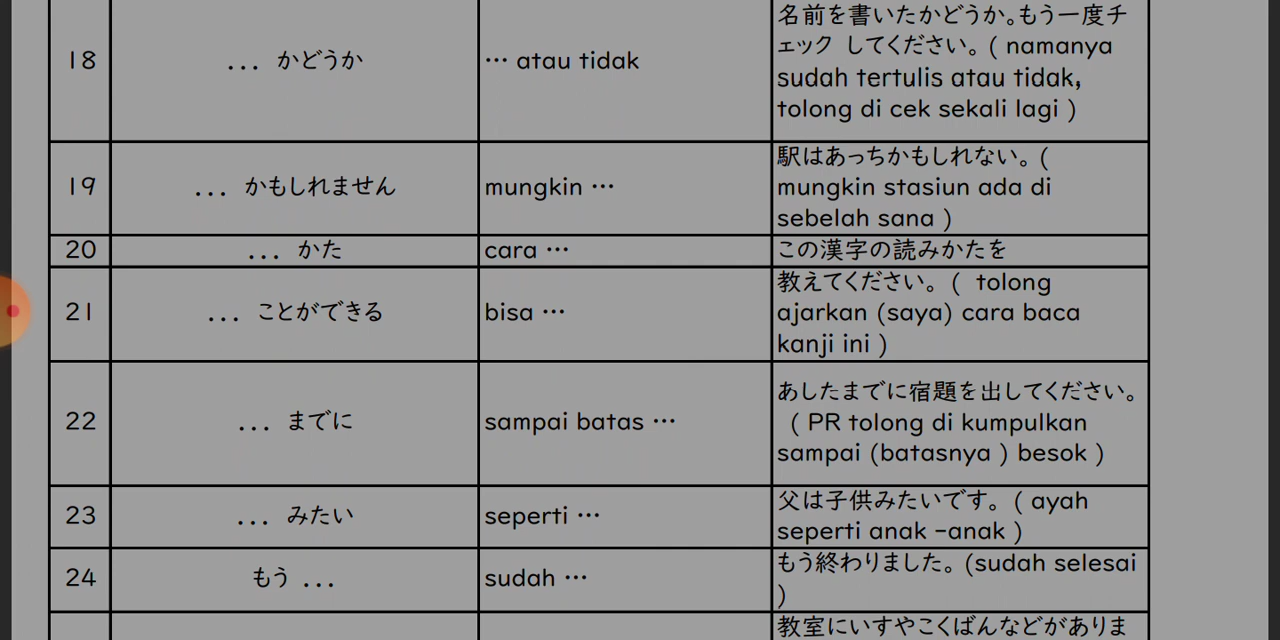 18
... かどうか
… atau tidak
名前を書いたかどうか。もう一度チ
ェック してください。( namanya
sudah tertulis atau tidak,
tolong di cek sekali lagi )
19
... かもしれません
mungkin …
駅はあっちかもしれない。(
mungkin stasiun ada di
sebelah sana )
20
... かた
cara …
この漢字の読みかたを
21
... ことができる
bisa …
教えてください。 ( tolong
ajarkan (saya) cara baca
kanji ini )
22
... までに
sampai batas …
あしたまでに宿題を出してください。
( PR tolong di kumpulkan
sampai (batasnya ) besok )
23
... みたい
seperti …
父は子供みたいです。 ( ayah
seperti anak -anak )
24
もう ...
sudah …
もう終わりました。(sudah selesai
)
教室にいすやこくばんなどがありま